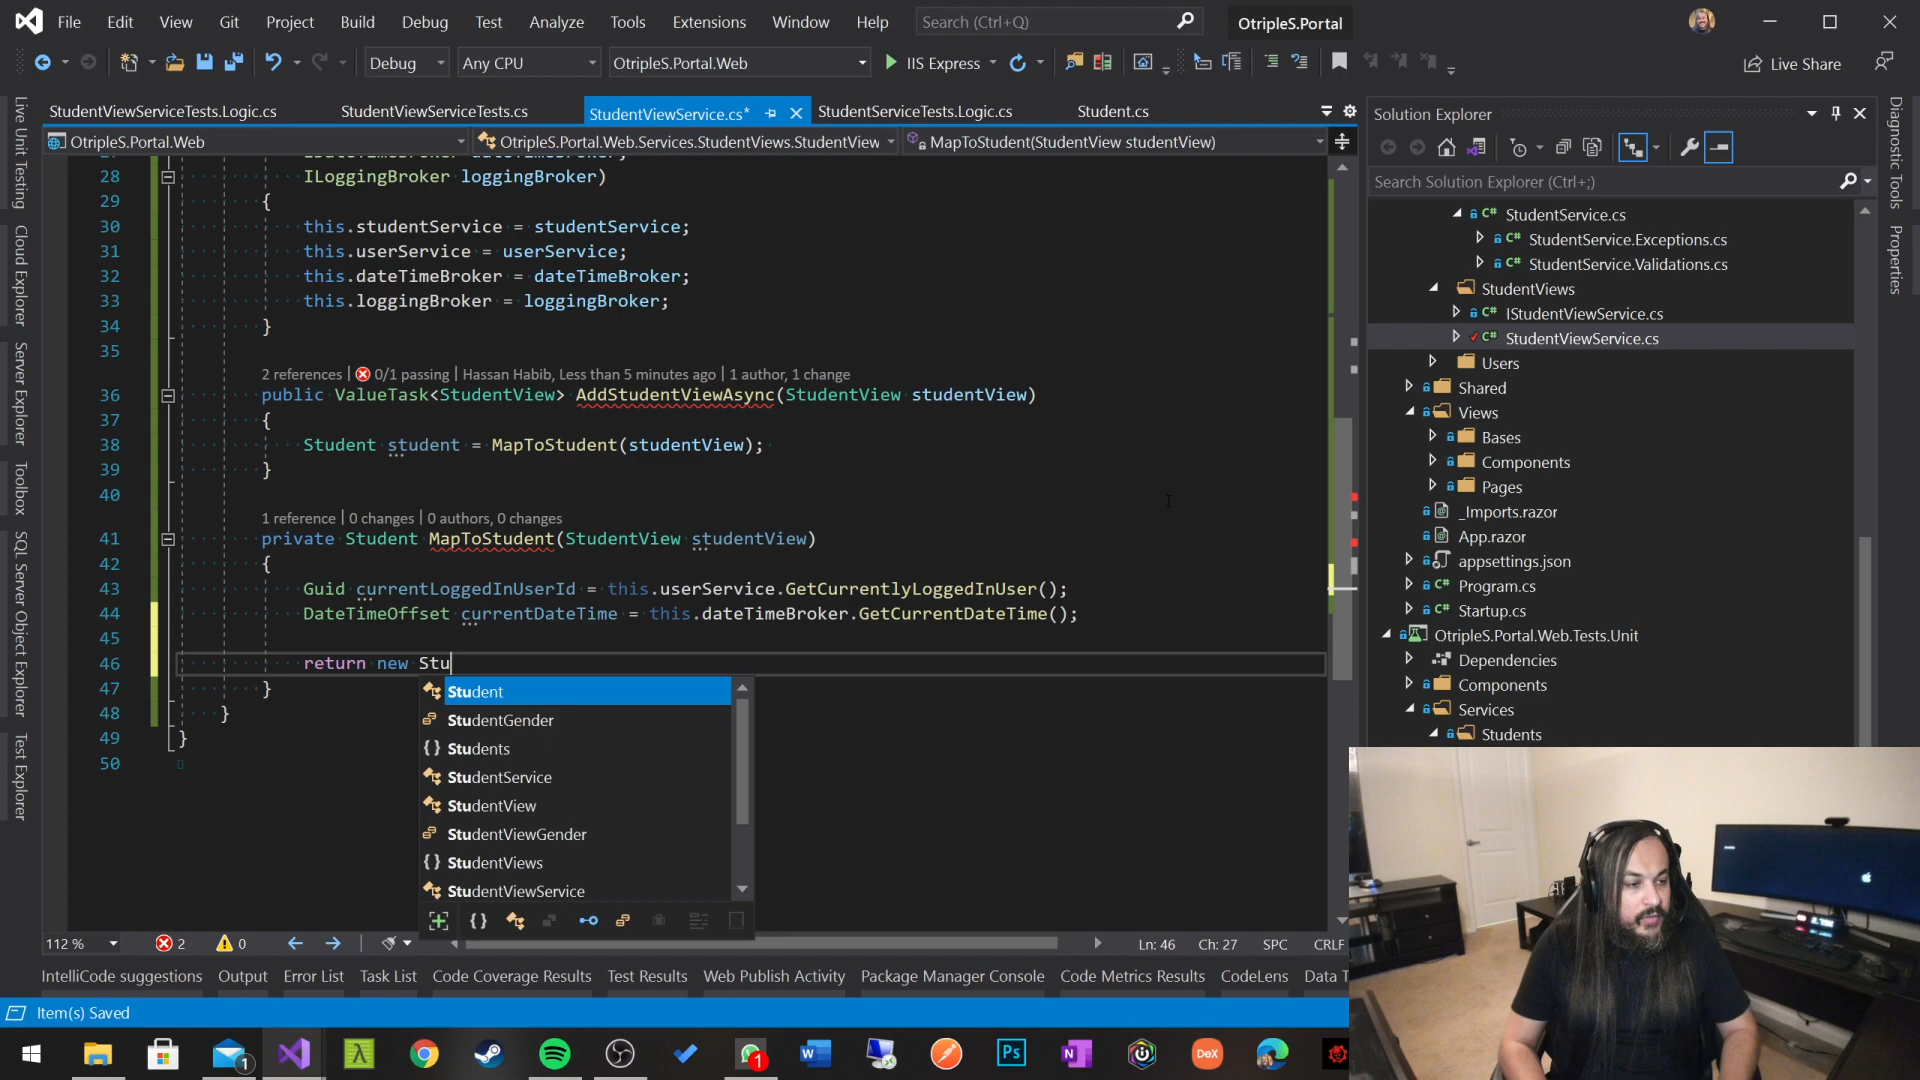 File Edit View Git Project Build Debug Test Analyze Tools Extensions Window Help Search (Ctrl+Q) OtripleS.Portal
Debug Any CPU OtripleS.Portal.Web IIS Express Live Share
StudentViewServiceTests.Logic.cs StudentViewServiceTests.cs StudentViewService.cs* StudentServiceTests.Logic.cs Student.cs
OtripleS.Portal.Web OtripleS.Portal.Web.Services.StudentViews.StudentView MapToStudent(StudentView studentView)
28 ILoggingBroker loggingBroker)
29 {
30 this.studentService = studentService;
31 this.userService = userService;
32 this.dateTimeBroker = dateTimeBroker;
33 this.loggingBroker = loggingBroker;
34 }
35
2 references | 0/1 passing | Hassan Habib, Less than 5 minutes ago | 1 author, 1 change
36 public ValueTask<StudentView> AddStudentViewAsync(StudentView studentView)
37 {
38 Student student = MapToStudent(studentView);
39 }
40
1 reference | 0 changes | 0 authors, 0 changes
41 private Student MapToStudent(StudentView studentView)
42 {
43 Guid currentLoggedInUserId = this.userService.GetCurrentlyLoggedInUser();
44 DateTimeOffset currentDateTime = this.dateTimeBroker.GetCurrentDateTime();
45
46 return new Stu
47 }
48 }
49 }
50
Student
StudentGender
{} Students
StudentService
StudentView
StudentViewGender
{} StudentViews
StudentViewService
Live Unit Testing
Cloud Explorer
Server Explorer
Toolbox
SQL Server Object Explorer
Test Explorer
Solution Explorer
Search Solution Explorer (Ctrl+;)
C# StudentService.cs
C# StudentService.Exceptions.cs
C# StudentService.Validations.cs
StudentViews
C# IStudentViewService.cs
C# StudentViewService.cs
Users
Shared
Views
Bases
Components
Pages
_Imports.razor
App.razor
appsettings.json
C# Program.cs
C# Startup.cs
OtripleS.Portal.Web.Tests.Unit
Dependencies
Components
Services
Students
Diagnostic Tools
Properties
112 % 2 0 Ln: 46 Ch: 27 SPC CRLF
IntelliCode suggestions Output Error List Task List Code Coverage Results Test Results Web Publish Activity Package Manager Console Code Metrics Results CodeLens Data T
Item(s) Saved
1 λ 1 W Ps N DeX